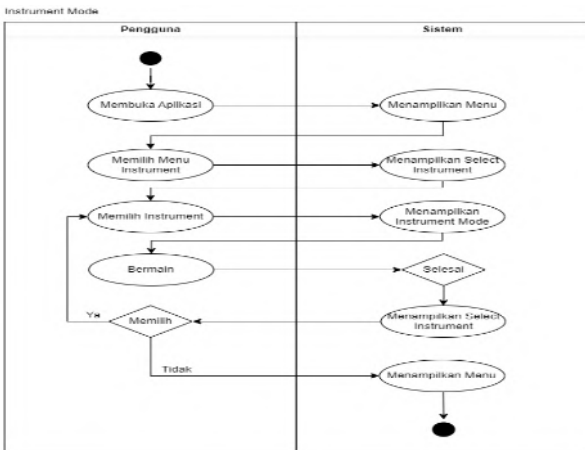 Instrument Mode
Pengguna
Sistem
Membuka Aplikasi
Menampilkan Menu
Memilih Menu
Instrument
Menampilkan Select
Instrument
Memilih Instrument
Menampilkan
Instrument Mode
Bermain
Selesai
Ya
Memilih
Menampilkan Select
Instrument
Tidak
Menampilkan Menu